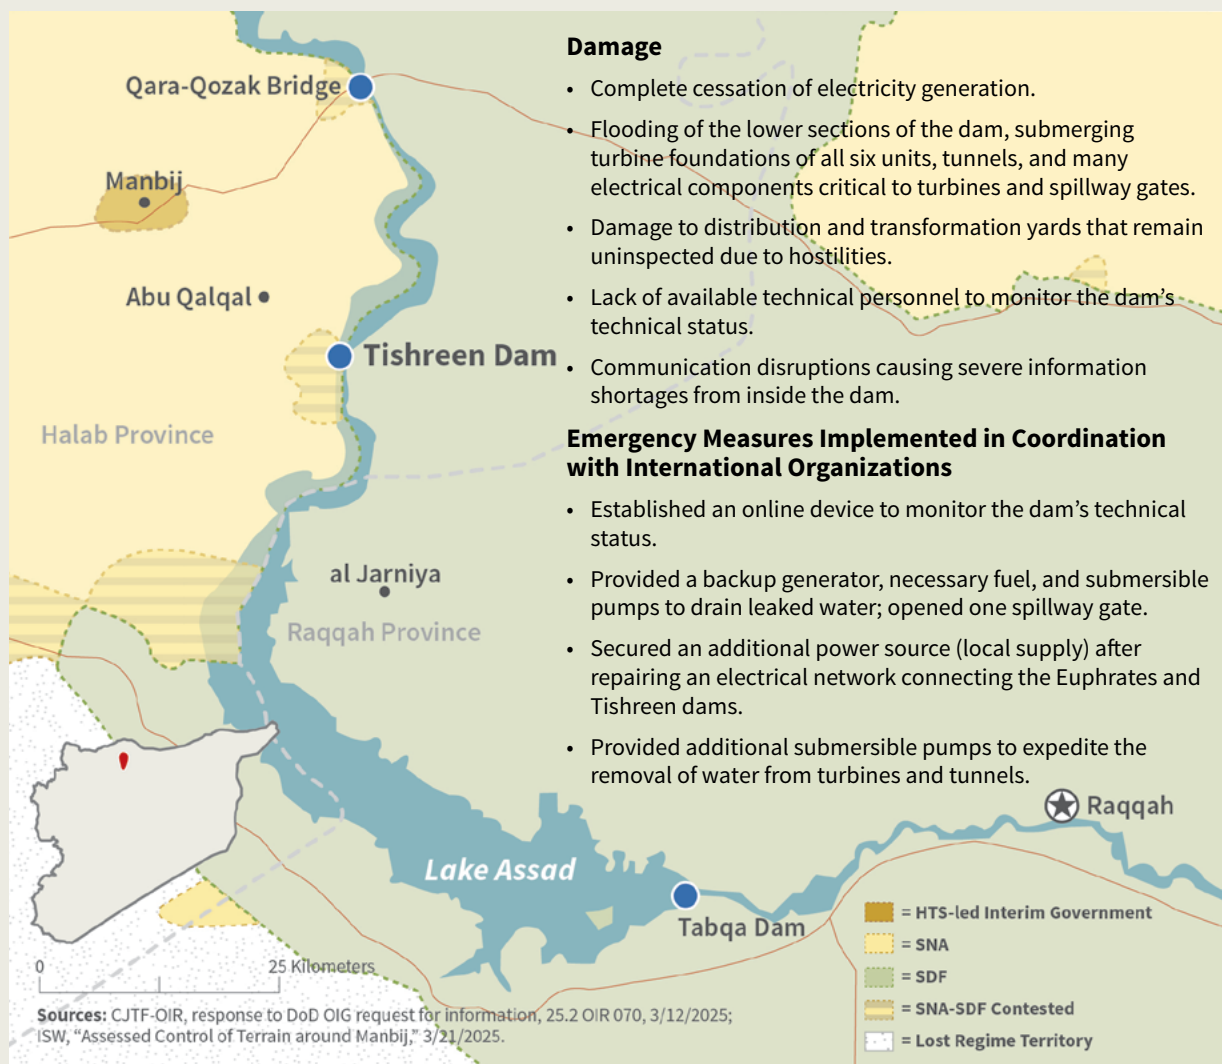 Damage
• Complete cessation of electricity generation.
• Flooding of the lower sections of the dam, submerging
turbine foundations of all six units, tunnels, and many
electrical components critical to turbines and spillway gates.
• Damage to distribution and transformation yards that remain
uninspected due to hostilities.
• Lack of available technical personnel to monitor the dam's
technical status.
• Communication disruptions causing severe information
shortages from inside the dam.
Emergency Measures Implemented in Coordination
with International Organizations
• Established an online device to monitor the dam's technical
status.
• Provided a backup generator, necessary fuel, and submersible
pumps to drain leaked water; opened one spillway gate.
• Secured an additional power source (local supply) after
repairing an electrical network connecting the Euphrates and
Tishreen dams.
• Provided additional submersible pumps to expedite the
removal of water from turbines and tunnels.
Qara-Qozak Bridge
Manbij
Abu Qalqal
Tishreen Dam
Halab Province
al Jarniya
Raqqah Province
Raqqah
Lake Assad
Tabqa Dam
= HTS-led Interim Government
= SNA
= SDF
= SNA-SDF Contested
= Lost Regime Territory
0 25 Kilometers
Sources: CJTF-OIR, response to DoD OIG request for information, 25.2 OIR 070, 3/12/2025;
ISW, “Assessed Control of Terrain around Manbij,” 3/21/2025.